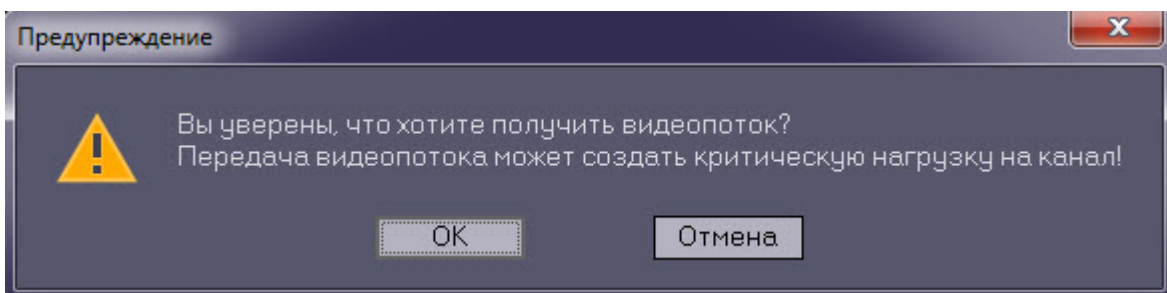 Предупреждение
Вы уверены, что хотите получить видеопоток?
Передача видеопотока может создать критическую нагрузку на канал!
OK
Отмена